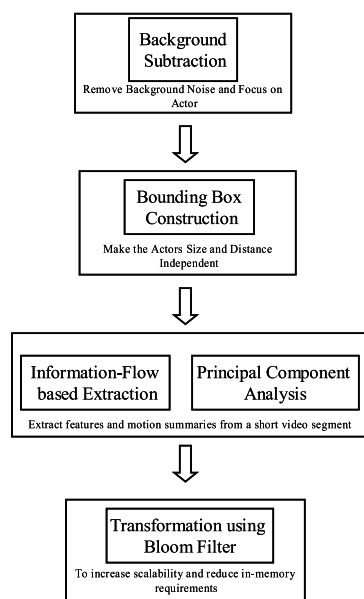 Background
Subtraction
Remove Background Noise and Focus on
Actor
Bounding Box
Construction
Make the Actors Size and Distance
Independent
Information-Flow
based Extraction
Principal Component
Analysis
Extract features and motion summaries from a short video segment
Transformation using
Bloom Filter
To increase scalability and reduce in-memory
requirements